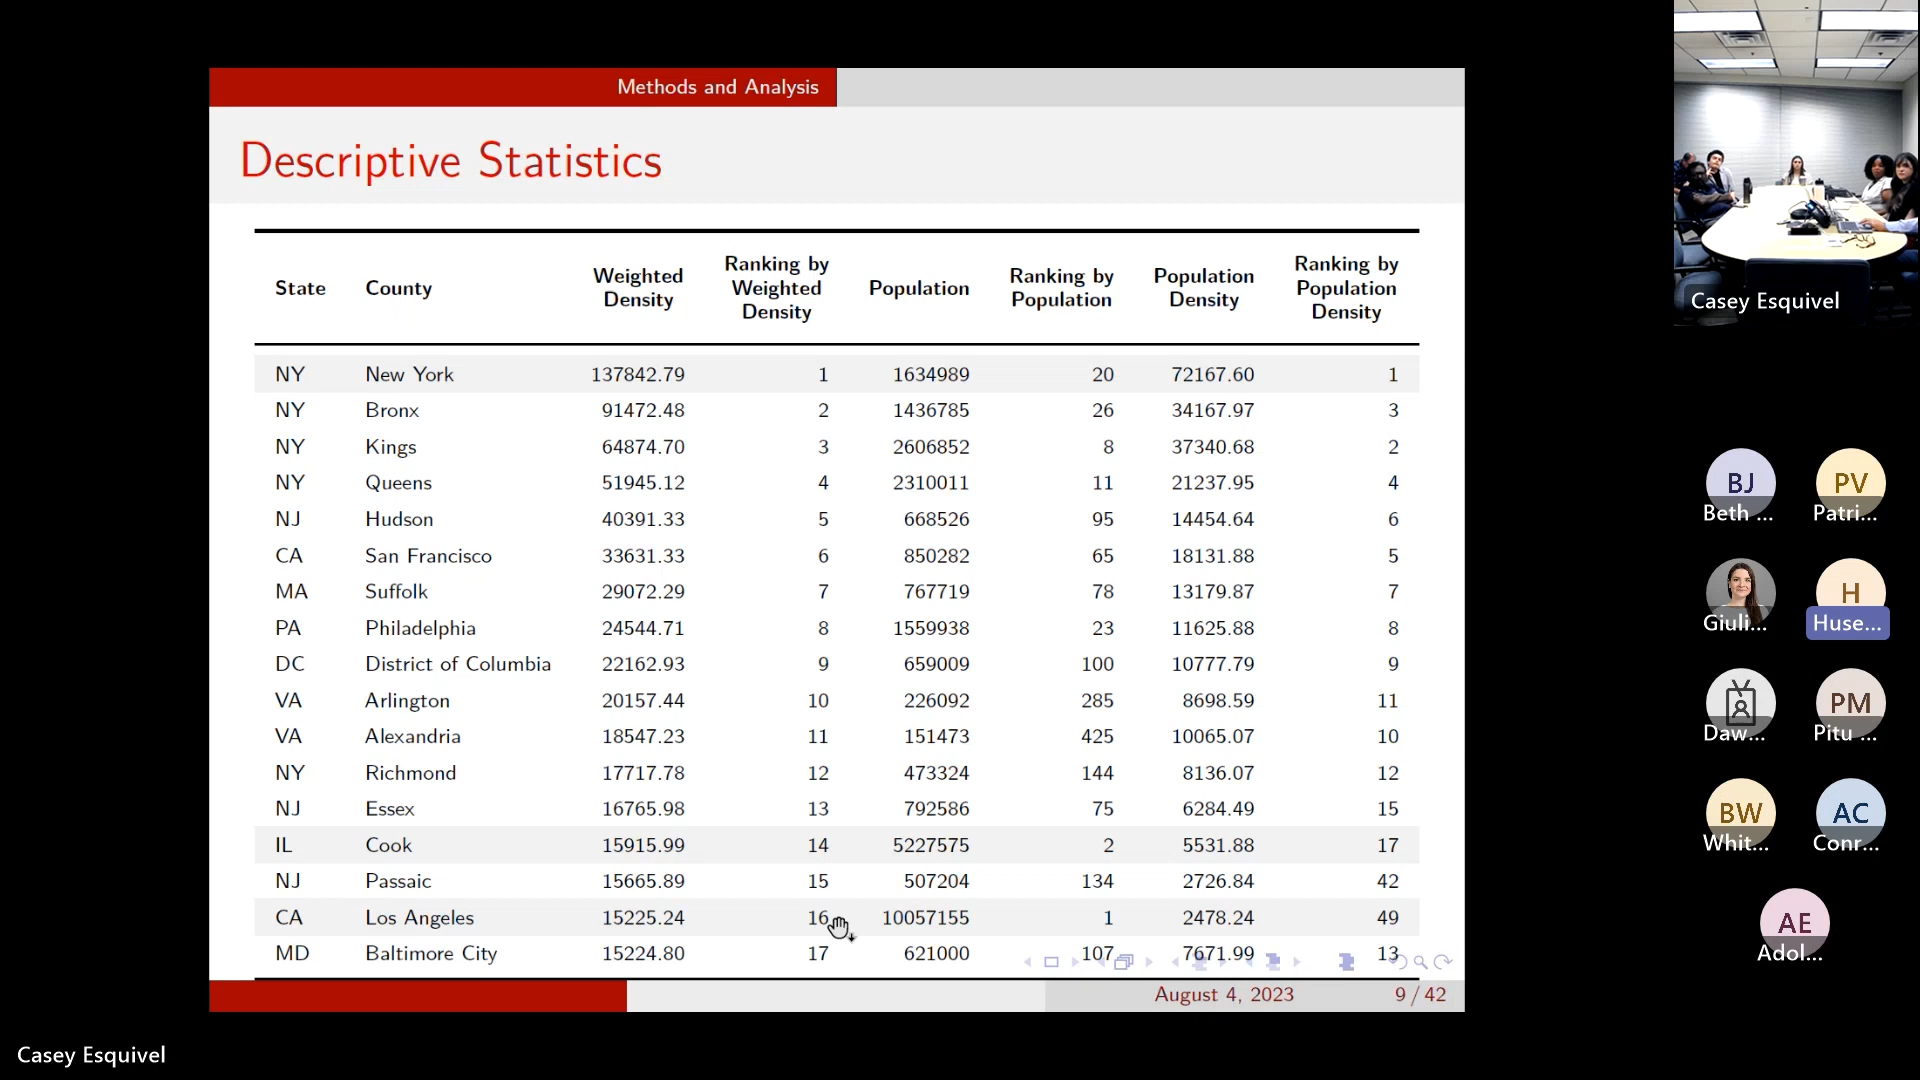 Methods and Analysis
Descriptive Statistics
State County Weighted Density Ranking by Weighted Density Population Ranking by Population Population Density Ranking by Population Density
NY New York 137842.79 1 1634989 20 72167.60 1
NY Bronx 91472.48 2 1436785 26 34167.97 3
NY Kings 64874.70 3 2606852 8 37340.68 2
NY Queens 51945.12 4 2310011 11 21237.95 4
NJ Hudson 40391.33 5 668526 95 14454.64 6
CA San Francisco 33631.33 6 850282 65 18131.88 5
MA Suffolk 29072.29 7 767719 78 13179.87 7
PA Philadelphia 24544.71 8 1559938 23 11625.88 8
DC District of Columbia 22162.93 9 659009 100 10777.79 9
VA Arlington 20157.44 10 226092 285 8698.59 11
VA Alexandria 18547.23 11 151473 425 10065.07 10
NY Richmond 17717.78 12 473324 144 8136.07 12
NJ Essex 16765.98 13 792586 75 6284.49 15
IL Cook 15915.99 14 5227575 2 5531.88 17
NJ Passaic 15665.89 15 507204 134 2726.84 42
CA Los Angeles 15225.24 16 10057155 1 2478.24 49
MD Baltimore City 15224.80 17 621000 107 7671.99 13
August 4, 2023 9 / 42
Casey Esquivel
BJ
Beth ...
PV
Patri...
Giuli...
H
Huse...
Daw...
PM
Pitu ...
BW
Whit...
AC
Conr...
AE
Adol...
Casey Esquivel